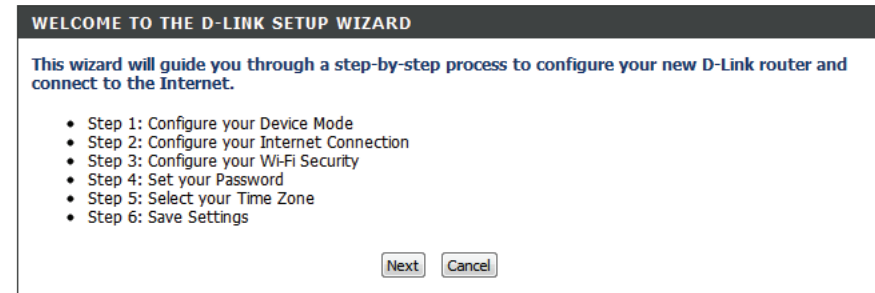 WELCOME TO THE D-LINK SETUP WIZARD
This wizard will guide you through a step-by-step process to configure your new D-Link router and
connect to the Internet.
• Step 1: Configure your Device Mode
• Step 2: Configure your Internet Connection
• Step 3: Configure your Wi-Fi Security
• Step 4: Set your Password
• Step 5: Select your Time Zone
• Step 6: Save Settings
Next Cancel